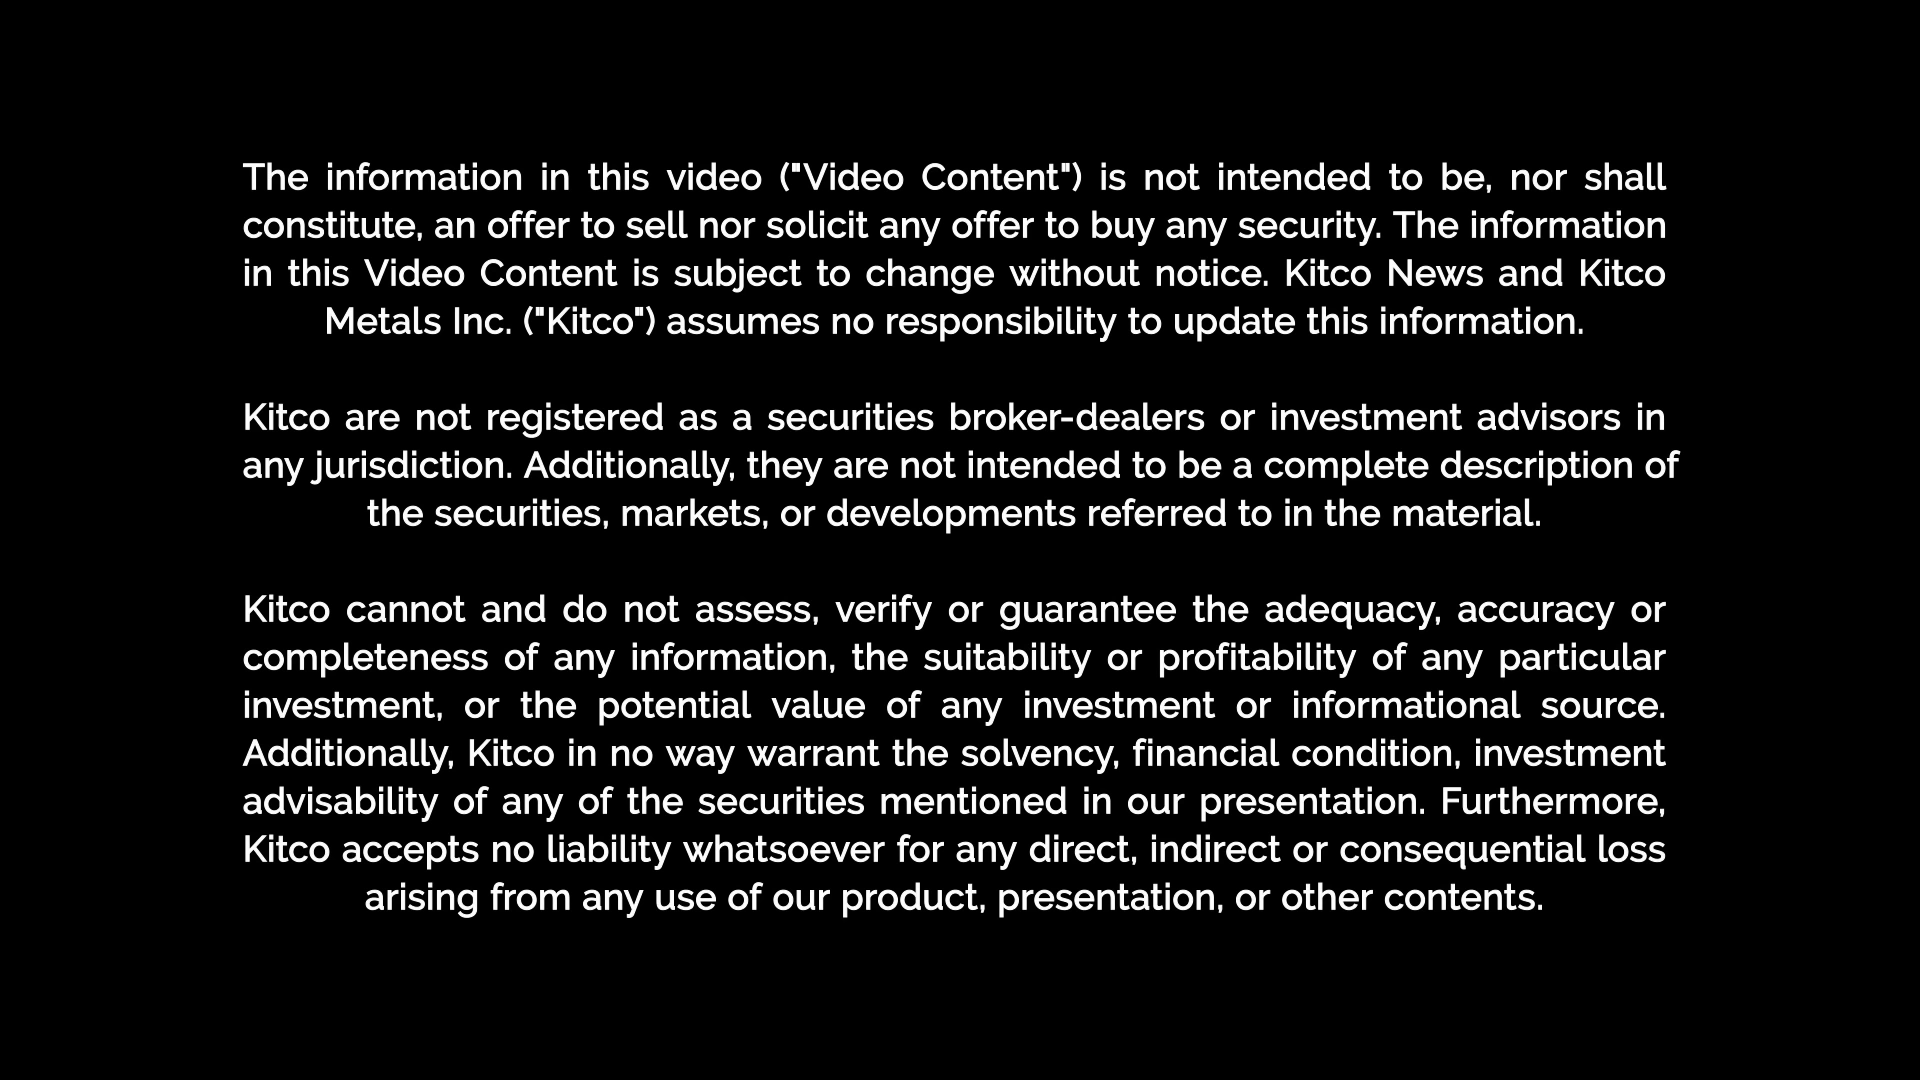 The information in this video ("Video Content") is not intended to be, nor shall
constitute, an offer to sell nor solicit any offer to buy any security. The information
in this Video Content is subject to change without notice. Kitco News and Kitco
Metals Inc. ("Kitco") assumes no responsibility to update this information.
Kitco are not registered as a securities broker-dealers or investment advisors in
any jurisdiction. Additionally, they are not intended to be a complete description of
the securities, markets, or developments referred to in the material.
Kitco cannot and do not assess, verify or guarantee the adequacy, accuracy or
completeness of any information, the suitability or profitability of any particular
investment, or the potential value of any investment or informational source.
Additionally, Kitco in no way warrant the solvency, financial condition, investment
advisability of any of the securities mentioned in our presentation. Furthermore,
Kitco accepts no liability whatsoever for any direct, indirect or consequential loss
arising from any use of our product, presentation, or other contents.